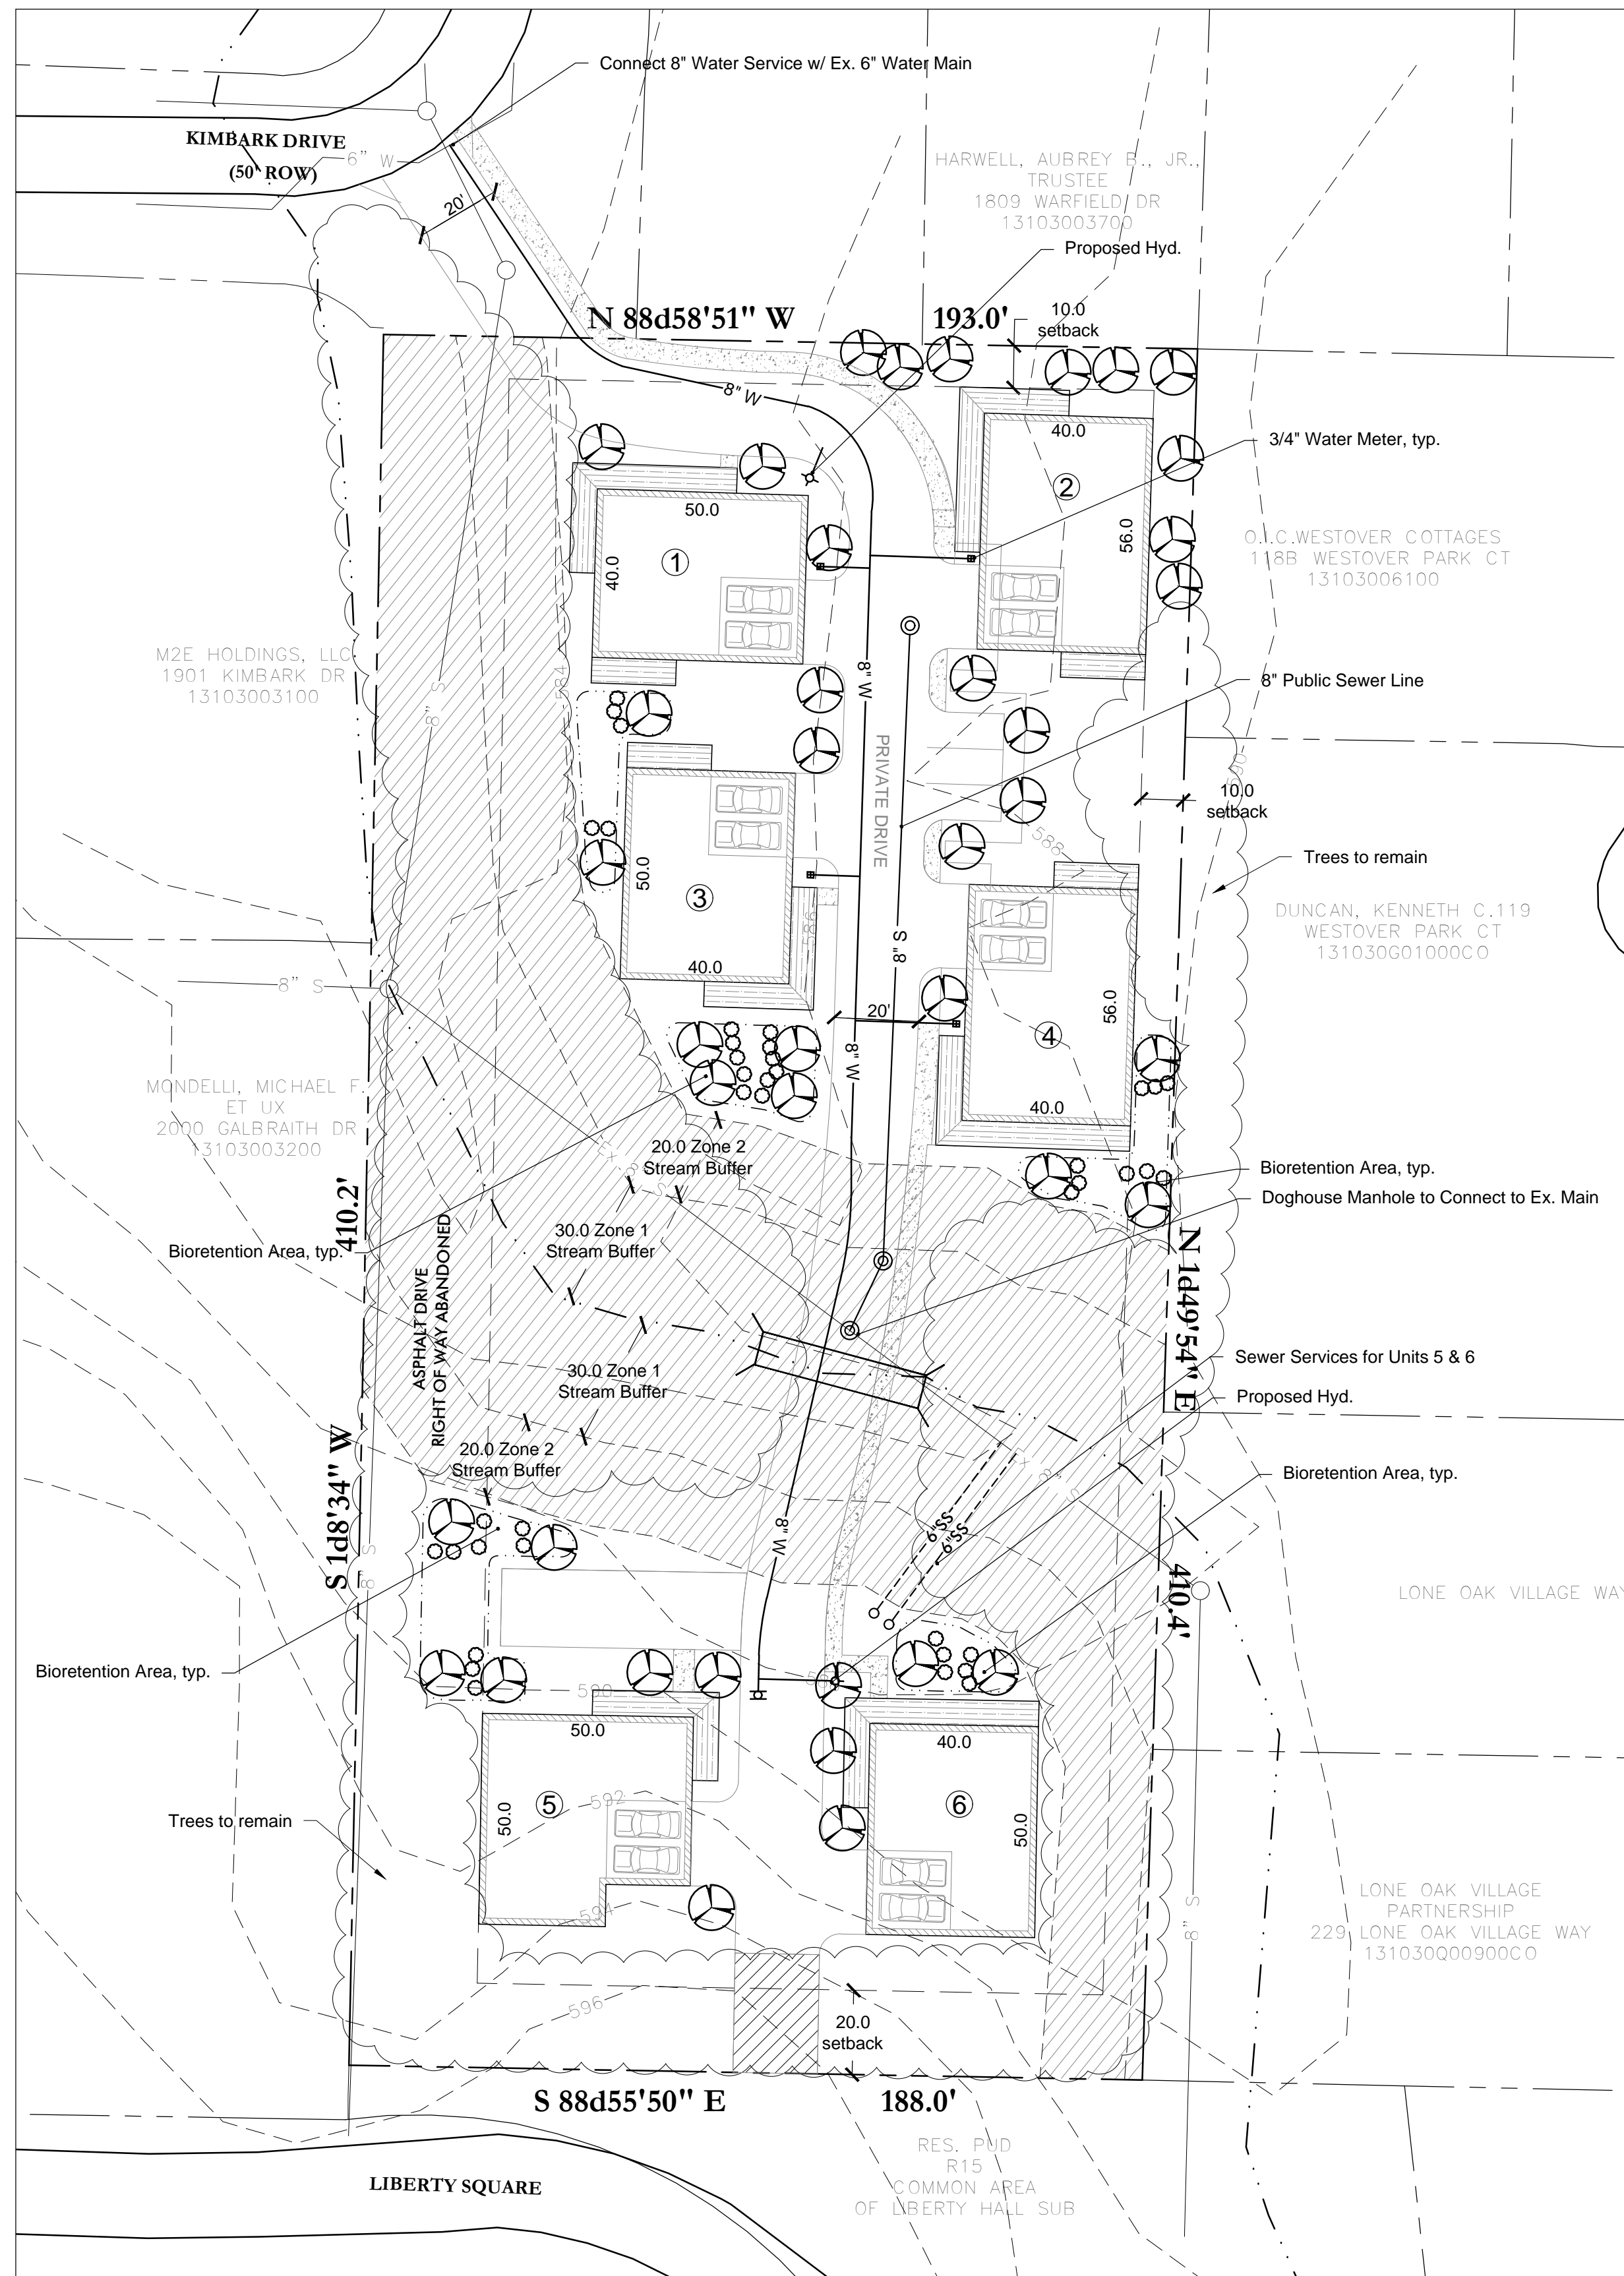 Connect 8" Water Service w/ Ex. 6" Water Main
KIMBARK DRIVE
(50' ROW)
6" W
20'
HARWELL, AUBREY B., JR.,
TRUSTEE
1809 WARFIELD DR
13103003700
Proposed Hyd.
N 88d58'51" W
193.0'
10.0
setback
8" W
3/4" Water Meter, typ.
40.0
2
56.0
50.0
1
40.0
O.I.C.WESTOVER COTTAGES
118B WESTOVER PARK CT
13103006100
M2E HOLDINGS, LLC
1901 KIMBARK DR
13103003100
8" S
594
8" W
8" Public Sewer Line
PRIVATE DRIVE
10.0
setback
588
Trees to remain
50.0
3
40.0
DUNCAN, KENNETH C.119
WESTOVER PARK CT
131030G01000CO
8" S
8" S
20'
56.0
4
40.0
8" W
MONDELLI, MICHAEL F.
ET UX
2000 GALBRAITH DR
13103003200
20.0 Zone 2
Stream Buffer
Bioretention Area, typ.
Doghouse Manhole to Connect to Ex. Main
410.2'
30.0 Zone 1
Stream Buffer
Bioretention Area, typ.
ASPHALT DRIVE
RIGHT OF WAY ABANDONED
N 1d49'54" E
Sewer Services for Units 5 & 6
30.0 Zone 1
Stream Buffer
Proposed Hyd.
S 1d8'34" W
20.0 Zone 2
Stream Buffer
Bioretention Area, typ.
6"SS
6"SS
8" W
410.4'
LONE OAK VILLAGE WAY
Bioretention Area, typ.
590
50.0
40.0
5
592
50.0
6
50.0
Trees to remain
594
8" S
LONE OAK VILLAGE
PARTNERSHIP
229 LONE OAK VILLAGE WAY
131030Q00900CO
596
20.0
setback
S 88d55'50" E
188.0'
RES. PUD
R15
COMMON AREA
OF LIBERTY HALL SUB
LIBERTY SQUARE